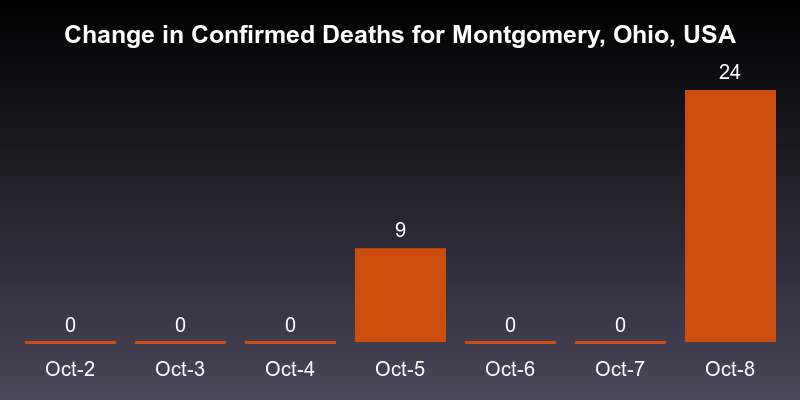 Change in Confirmed Deaths for Montgomery, Ohio, USA
24
9
0 0 0 0 0
Oct-2 Oct-3 Oct-4 Oct-5 Oct-6 Oct-7 Oct-8